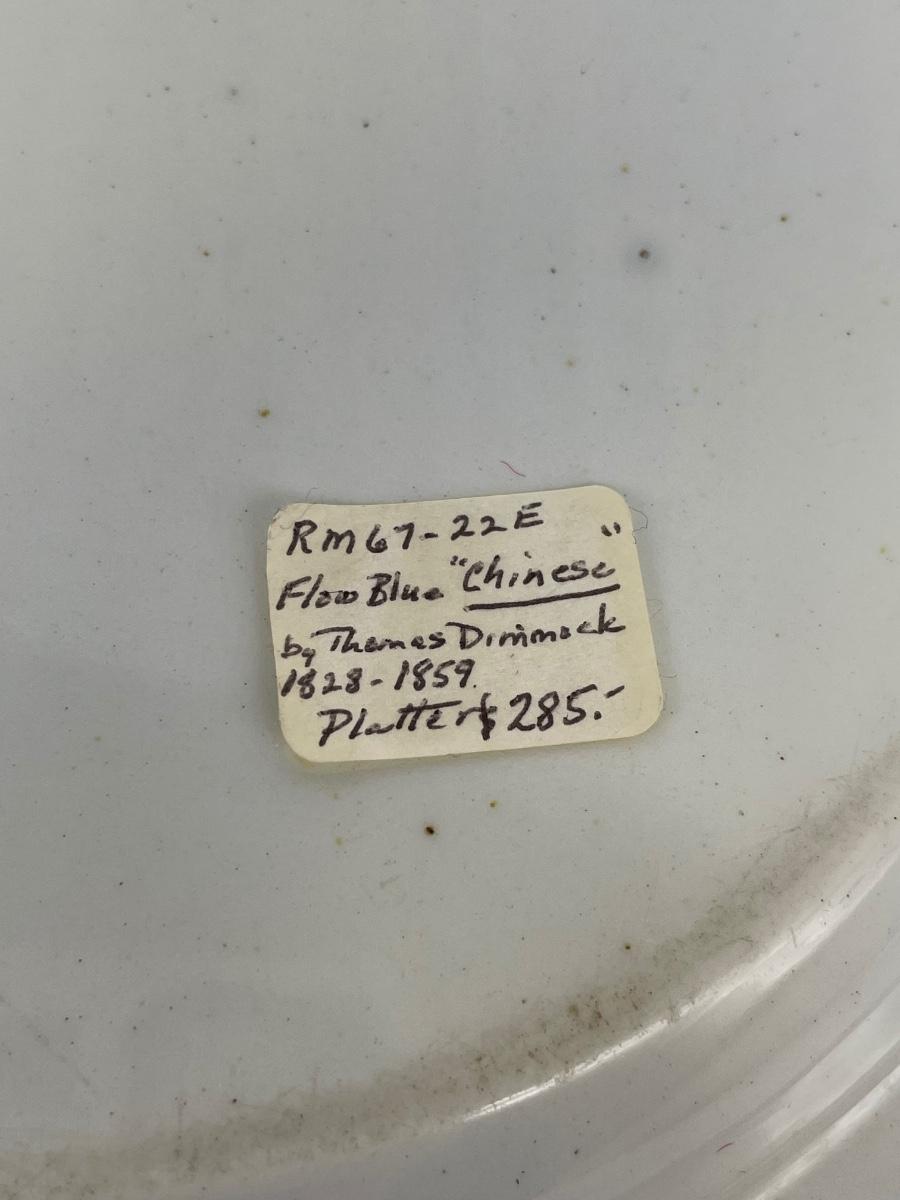 RM67-22E
Flow Blue "Chinese"
by Thomas Dimmock
1828-1859.
Platter $285.-